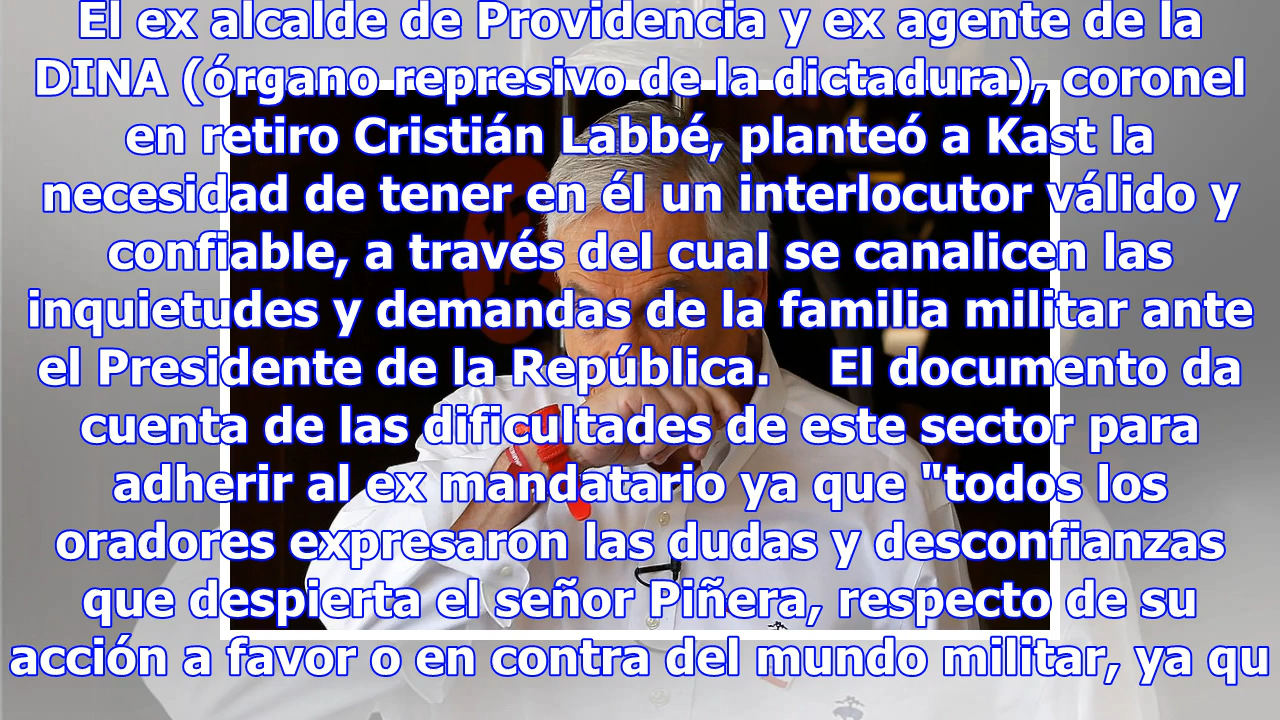 El ex alcalde de Providencia y ex agente de la
DINA (órgano represivo de la dictadura), coronel
en retiro Cristián Labbé, planteó a Kast la
necesidad de tener en él un interlocutor válido y
confiable, a través del cual se canalicen las
inquietudes y demandas de la familia militar ante
el Presidente de la República.    El documento da
cuenta de las dificultades de este sector para
adherir al ex mandatario ya que "todos los
oradores expresaron las dudas y desconfianzas
que despierta el señor Piñera, respecto de su
acción a favor o en contra del mundo militar, ya qu